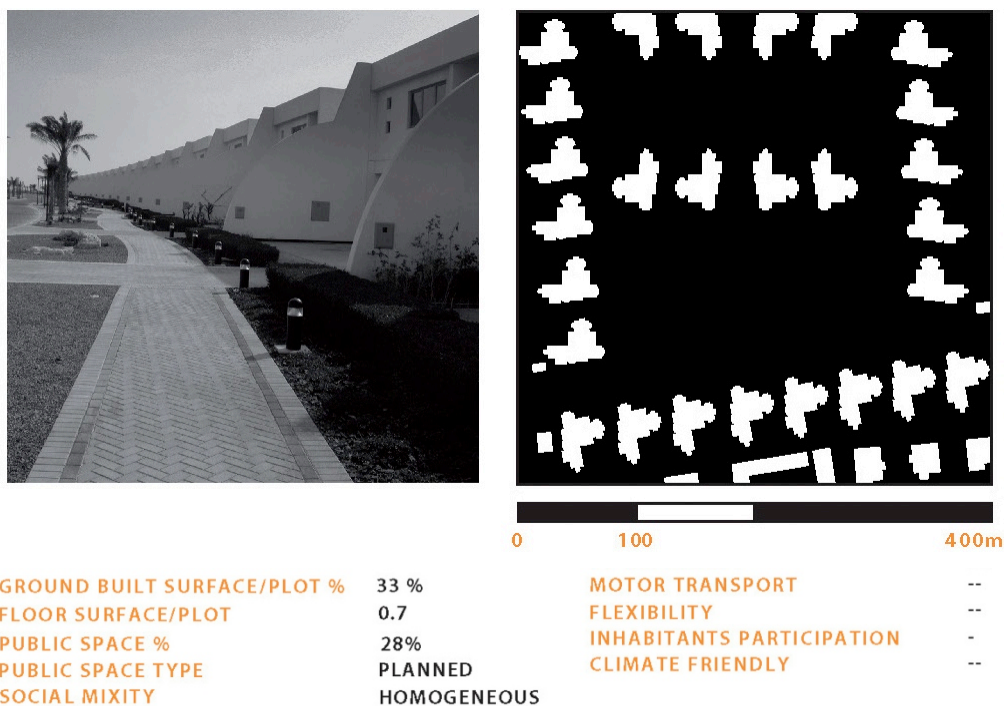 0 100 400m
GROUND BUILT SURFACE/PLOT % 33 %
FLOOR SURFACE/PLOT 0.7
PUBLIC SPACE % 28%
PUBLIC SPACE TYPE PLANNED
SOCIAL MIXITY HOMOGENEOUS
MOTOR TRANSPORT --
FLEXIBILITY --
INHABITANTS PARTICIPATION -
CLIMATE FRIENDLY --